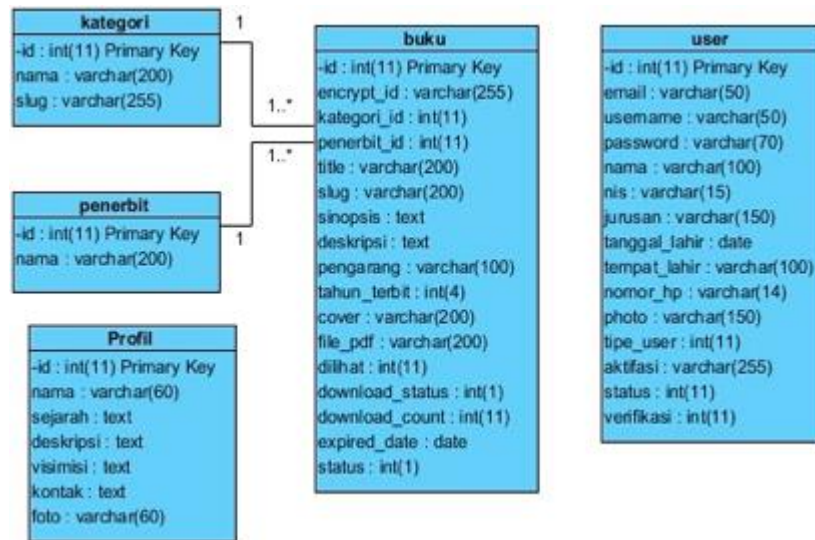 kategori
-id : int(11) Primary Key
nama : varchar(200)
slug : varchar(255)
1
1..*
penerbit
-id : int(11) Primary Key
nama : varchar(200)
1
1..*
Profil
-id : int(11) Primary Key
nama : varchar(60)
sejarah : text
deskripsi : text
visimisi : text
kontak : text
foto : varchar(60)
buku
-id : int(11) Primary Key
encrypt_id : varchar(255)
kategori_id : int(11)
penerbit_id : int(11)
title : varchar(200)
slug : varchar(200)
sinopsis : text
deskripsi : text
pengarang : varchar(100)
tahun_terbit : int(4)
cover : varchar(200)
file_pdf : varchar(200)
dilihat : int(11)
download_status : int(1)
download_count : int(11)
expired_date : date
status : int(1)
user
-id : int(11) Primary Key
email : varchar(50)
username : varchar(50)
password : varchar(70)
nama : varchar(100)
nis : varchar(15)
jurusan : varchar(150)
tanggal_lahir : date
tempat_lahir : varchar(100)
nomor_hp : varchar(14)
photo : varchar(150)
tipe_user : int(11)
aktifasi : varchar(255)
status : int(11)
verifikasi : int(11)